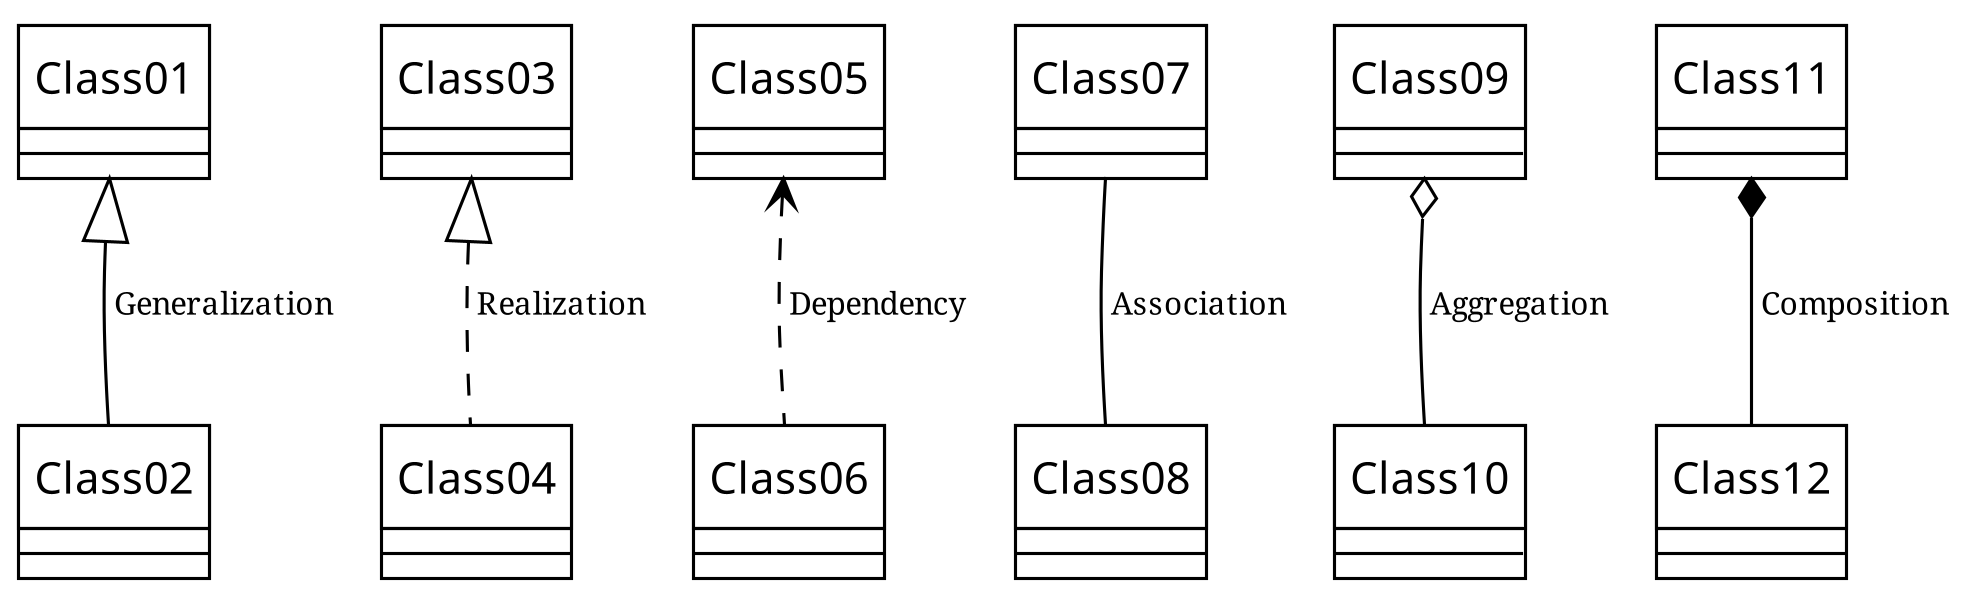 Class01
Class03
Class05
Class07
Class09
Class11
Generalization
Realization
Dependency
Association
Aggregation
Composition
Class02
Class04
Class06
Class08
Class10
Class12